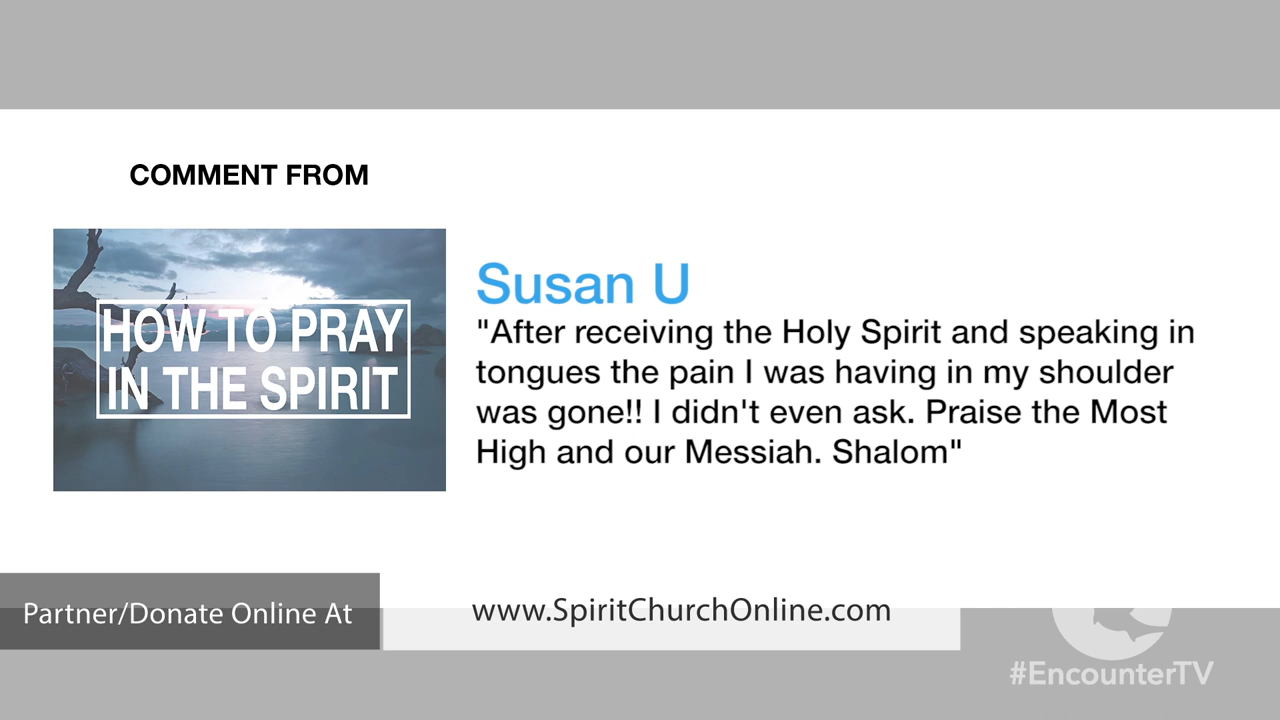 COMMENT FROM
HOW TO PRAY
IN THE SPIRIT
Susan U
"After receiving the Holy Spirit and speaking in
tongues the pain I was having in my shoulder
was gone!! I didn't even ask. Praise the Most
High and our Messiah. Shalom"
Partner/Donate Online At
www.SpiritChurchOnline.com
#EncounterTV